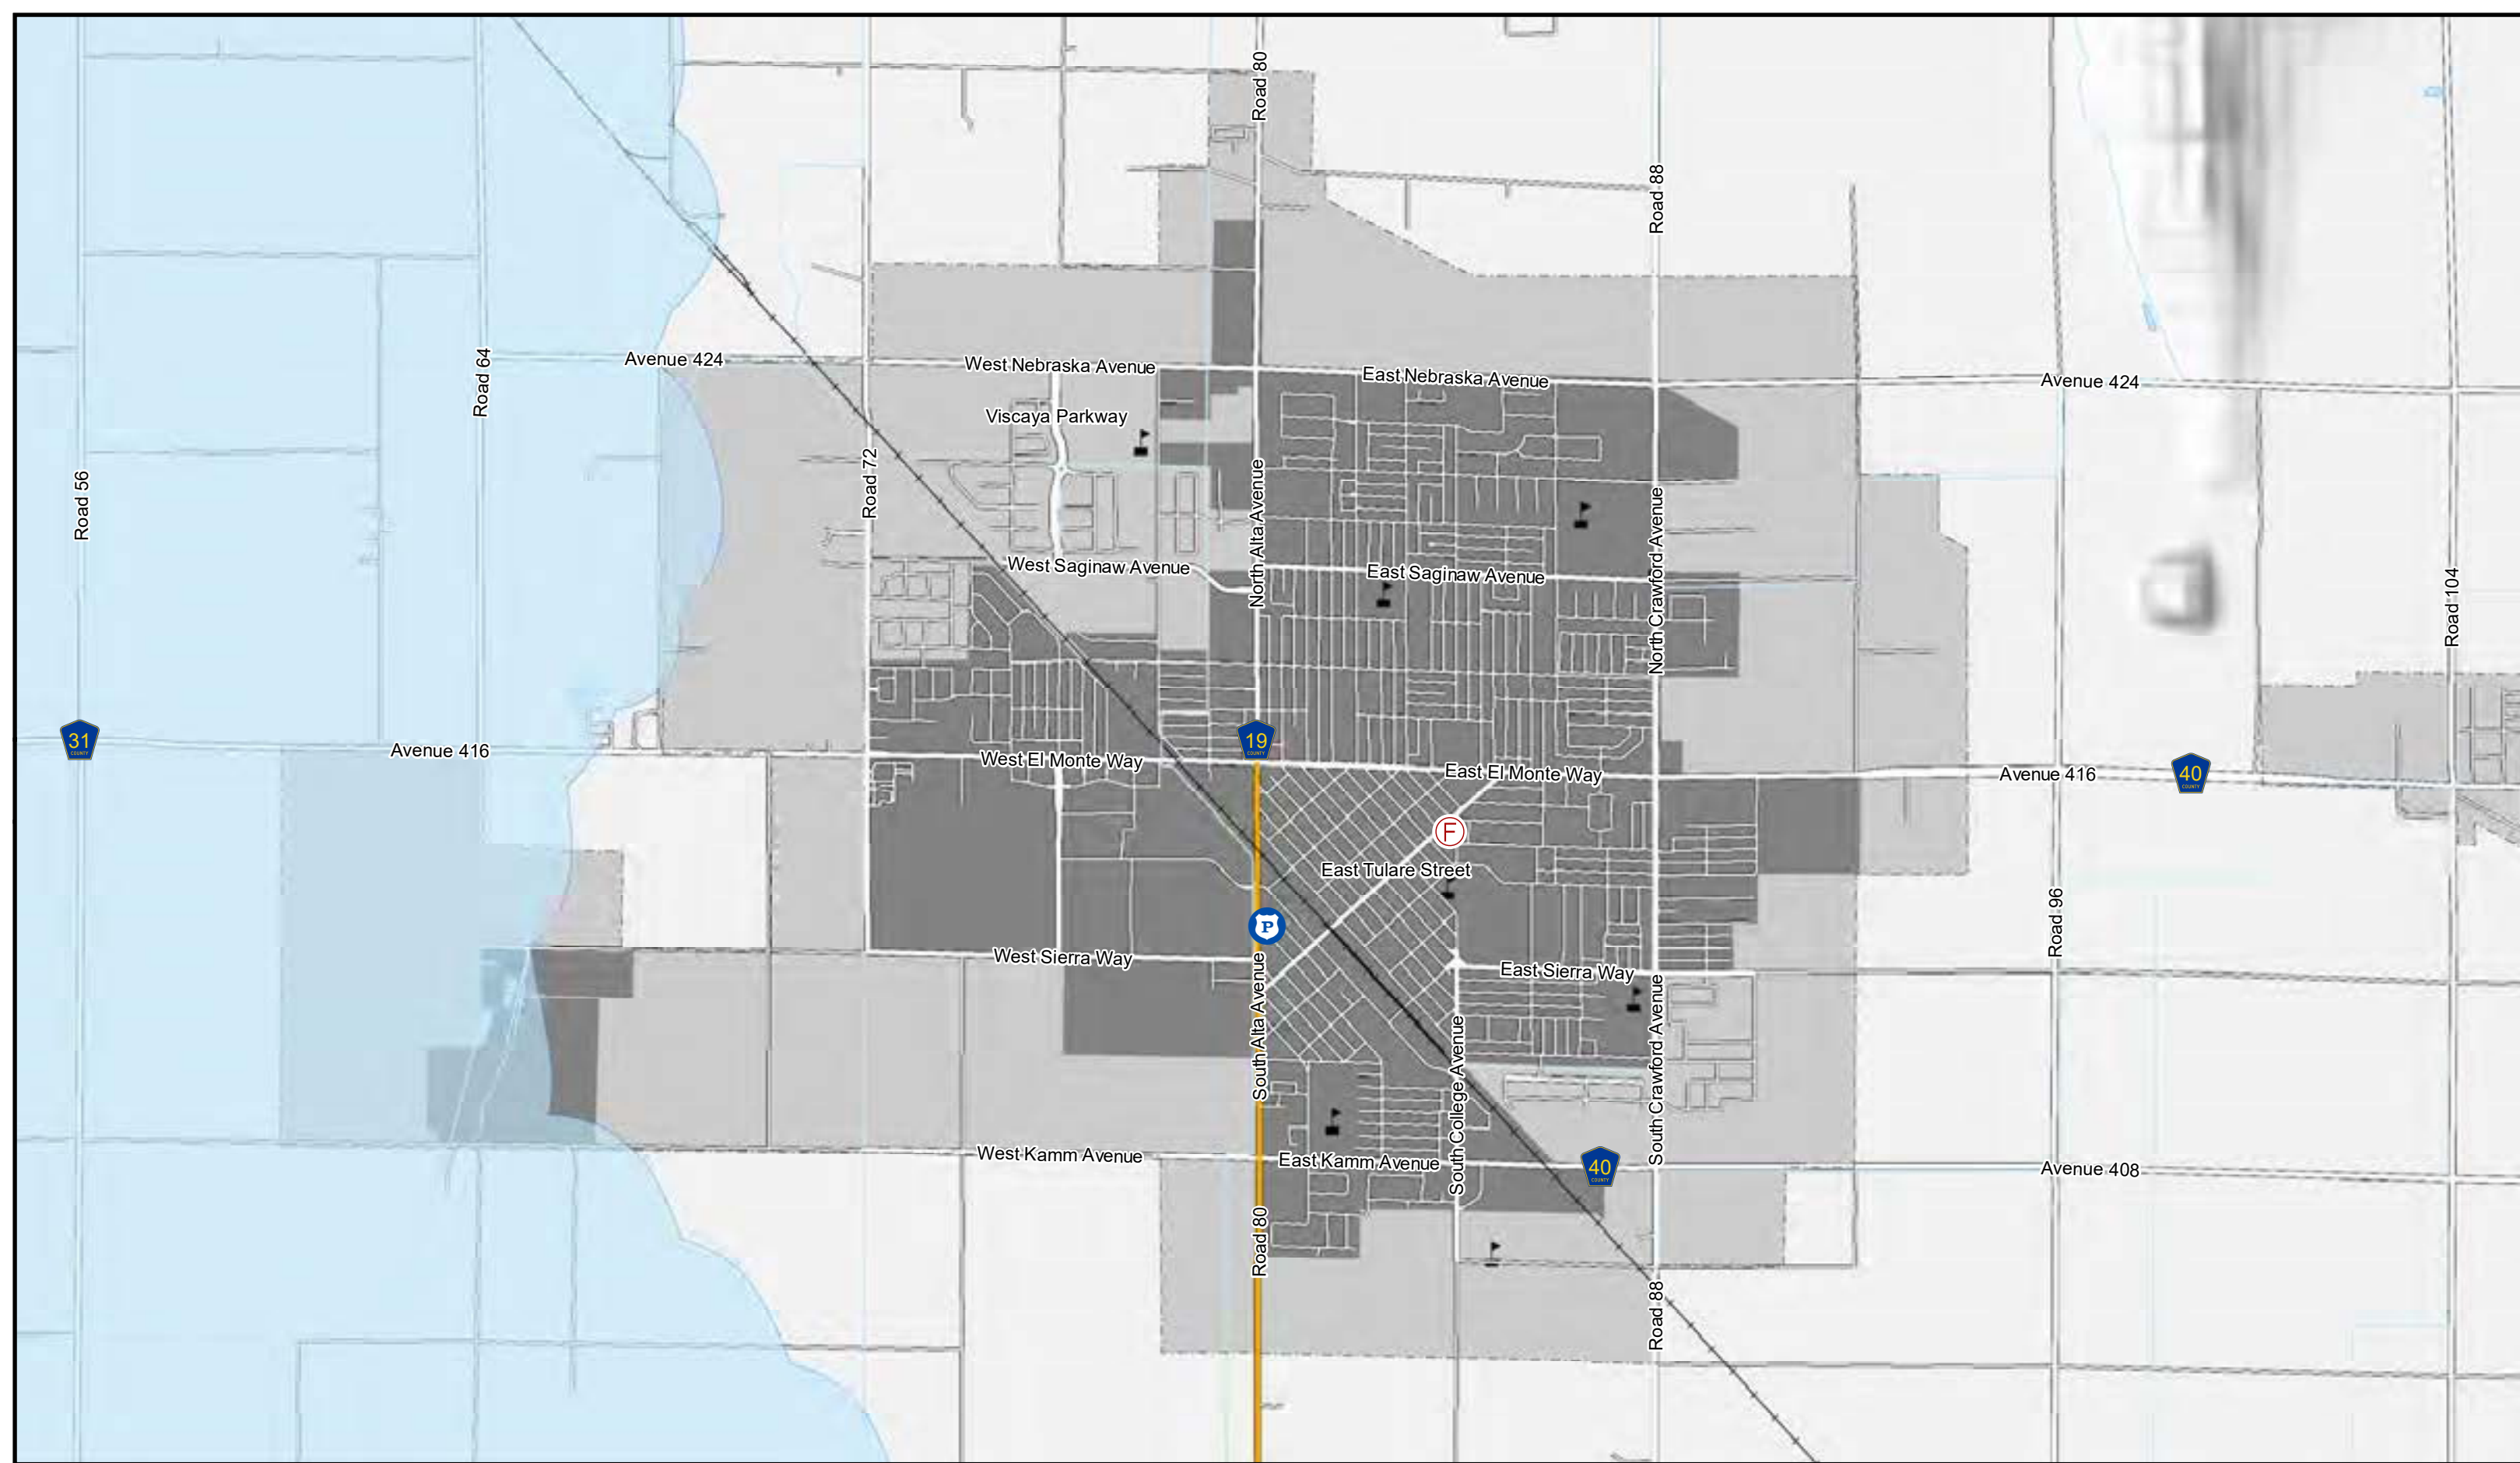 Road 80
Road 88
Avenue 424
West Nebraska Avenue
East Nebraska Avenue
Avenue 424
Road 64
Viscaya Parkway
Road 56
Road 72
North Alta Avenue
North Crawford Avenue
West Saginaw Avenue
East Saginaw Avenue
Road 104
31
COUNTY
Avenue 416
West El Monte Way
19
COUNTY
East El Monte Way
Avenue 416
40
COUNTY
F
East Tulare Street
P
Road 96
West Sierra Way
East Sierra Way
South Alta Avenue
South College Avenue
South Crawford Avenue
West Kamm Avenue
East Kamm Avenue
40
COUNTY
Avenue 408
Road 80
Road 88